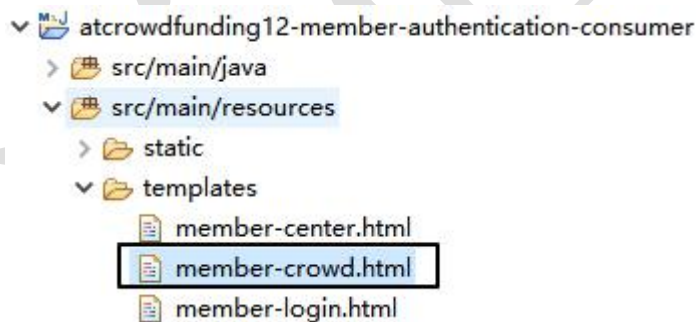 atcrowdfunding12-member-authentication-consumer
src/main/java
src/main/resources
static
templates
member-center.html
member-crowd.html
member-login.html